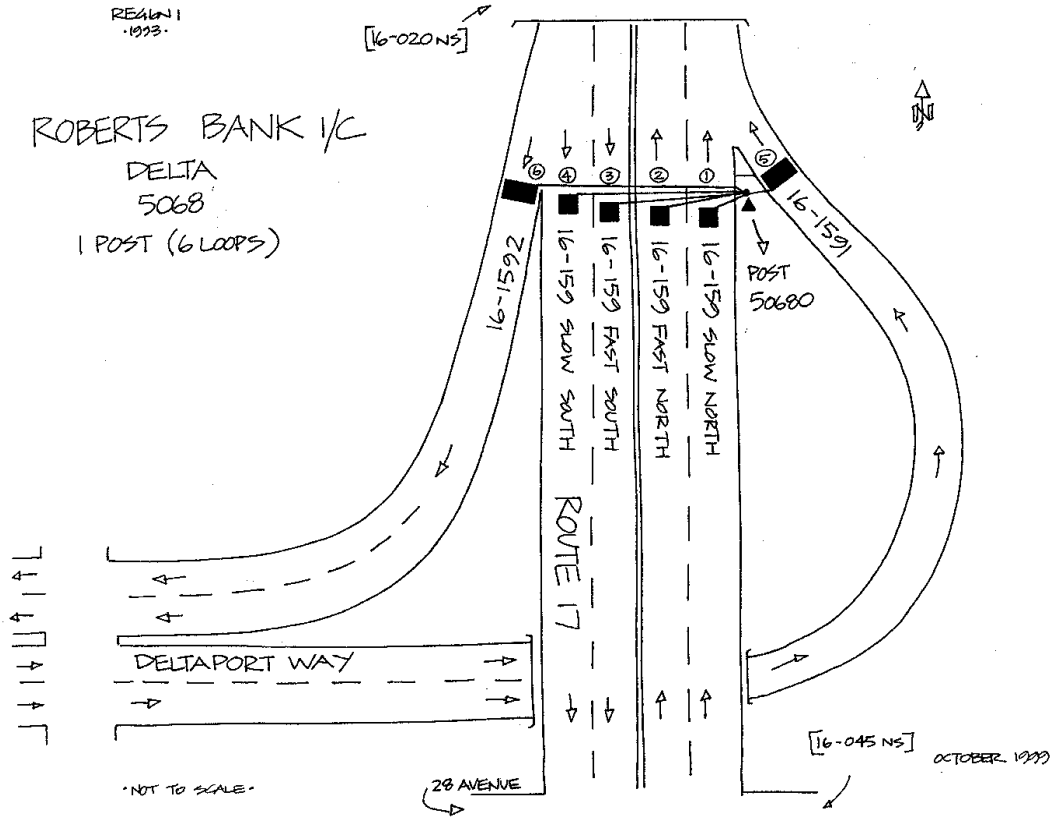 REGION 1
·1993·
[16-020 NS]
N
ROBERTS BANK I/C
DELTA
5068
1 POST (6 LOOPS)
6
4
3
2
1
5
16-1592
16-159 SLOW SOUTH
16-159 FAST SOUTH
16-159 FAST NORTH
16-159 SLOW NORTH
16-1591
POST
50680
ROUTE 17
DELTAPORT WAY
[16-045 NS]
OCTOBER 1999
·NOT TO SCALE·
28 AVENUE